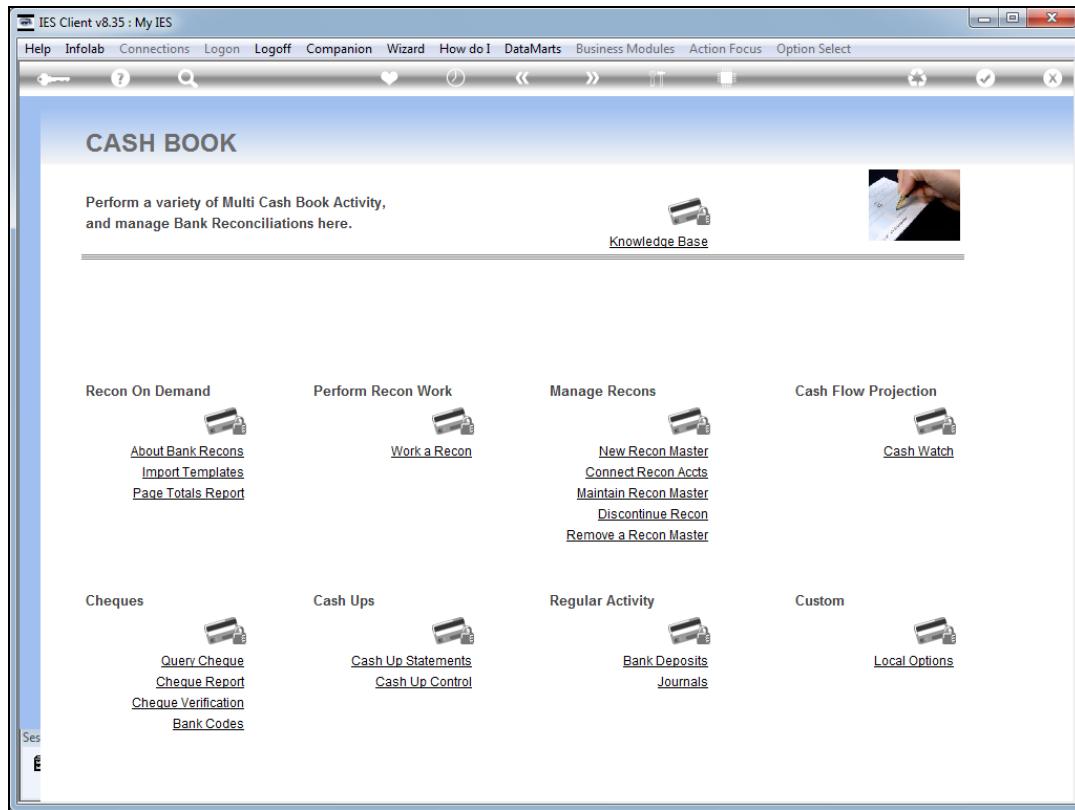 IES Client v8.35 : My IES
Help Infolab Connections Logon Logoff Companion Wizard How do I DataMarts Business Modules Action Focus Option Select
CASH BOOK
Perform a variety of Multi Cash Book Activity,
and manage Bank Reconciliations here.
Knowledge Base
Recon On Demand Perform Recon Work Manage Recons Cash Flow Projection
About Bank Recons Work a Recon New Recon Master Cash Watch
Import Templates Connect Recon Accts
Page Totals Report Maintain Recon Master
Discontinue Recon
Remove a Recon Master
Cheques Cash Ups Regular Activity Custom
Query Cheque Cash Up Statements Bank Deposits Local Options
Cheque Report Cash Up Control Journals
Cheque Verification
Bank Codes
Ses